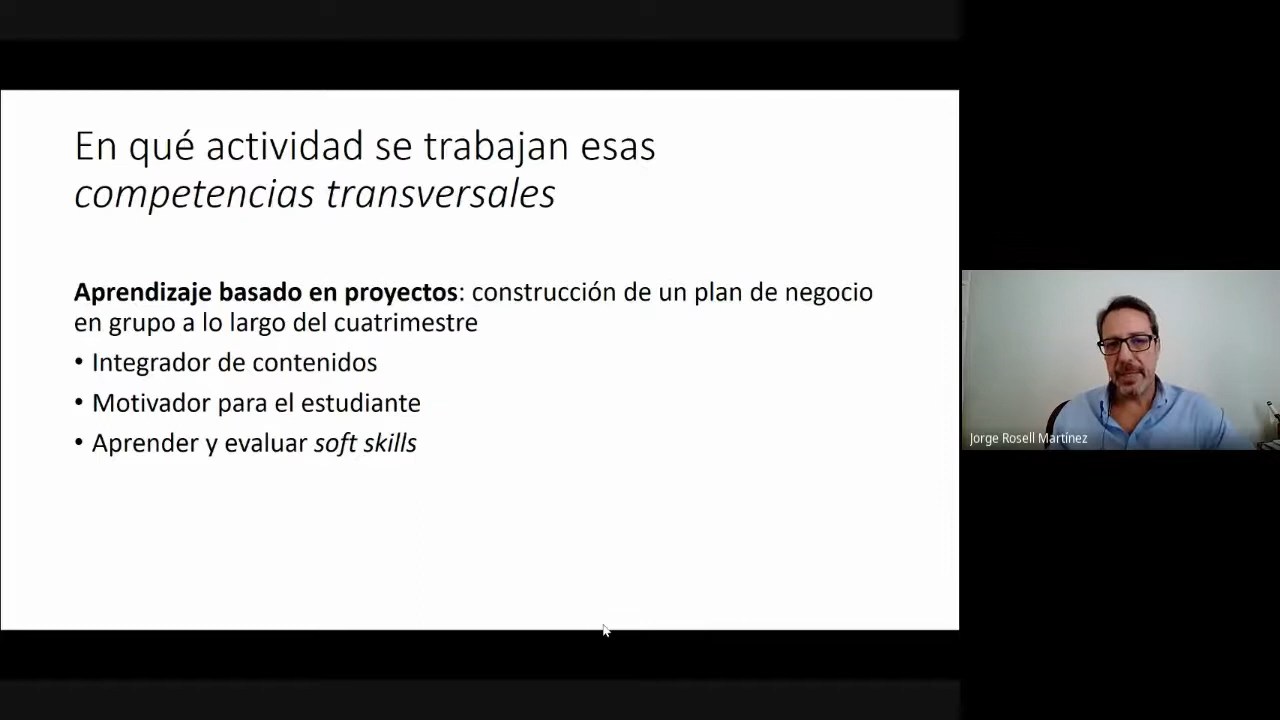 En qué actividad se trabajan esas
competencias transversales
Aprendizaje basado en proyectos: construcción de un plan de negocio
en grupo a lo largo del cuatrimestre
• Integrador de contenidos
• Motivador para el estudiante
• Aprender y evaluar soft skills
Jorge Rosell Martínez